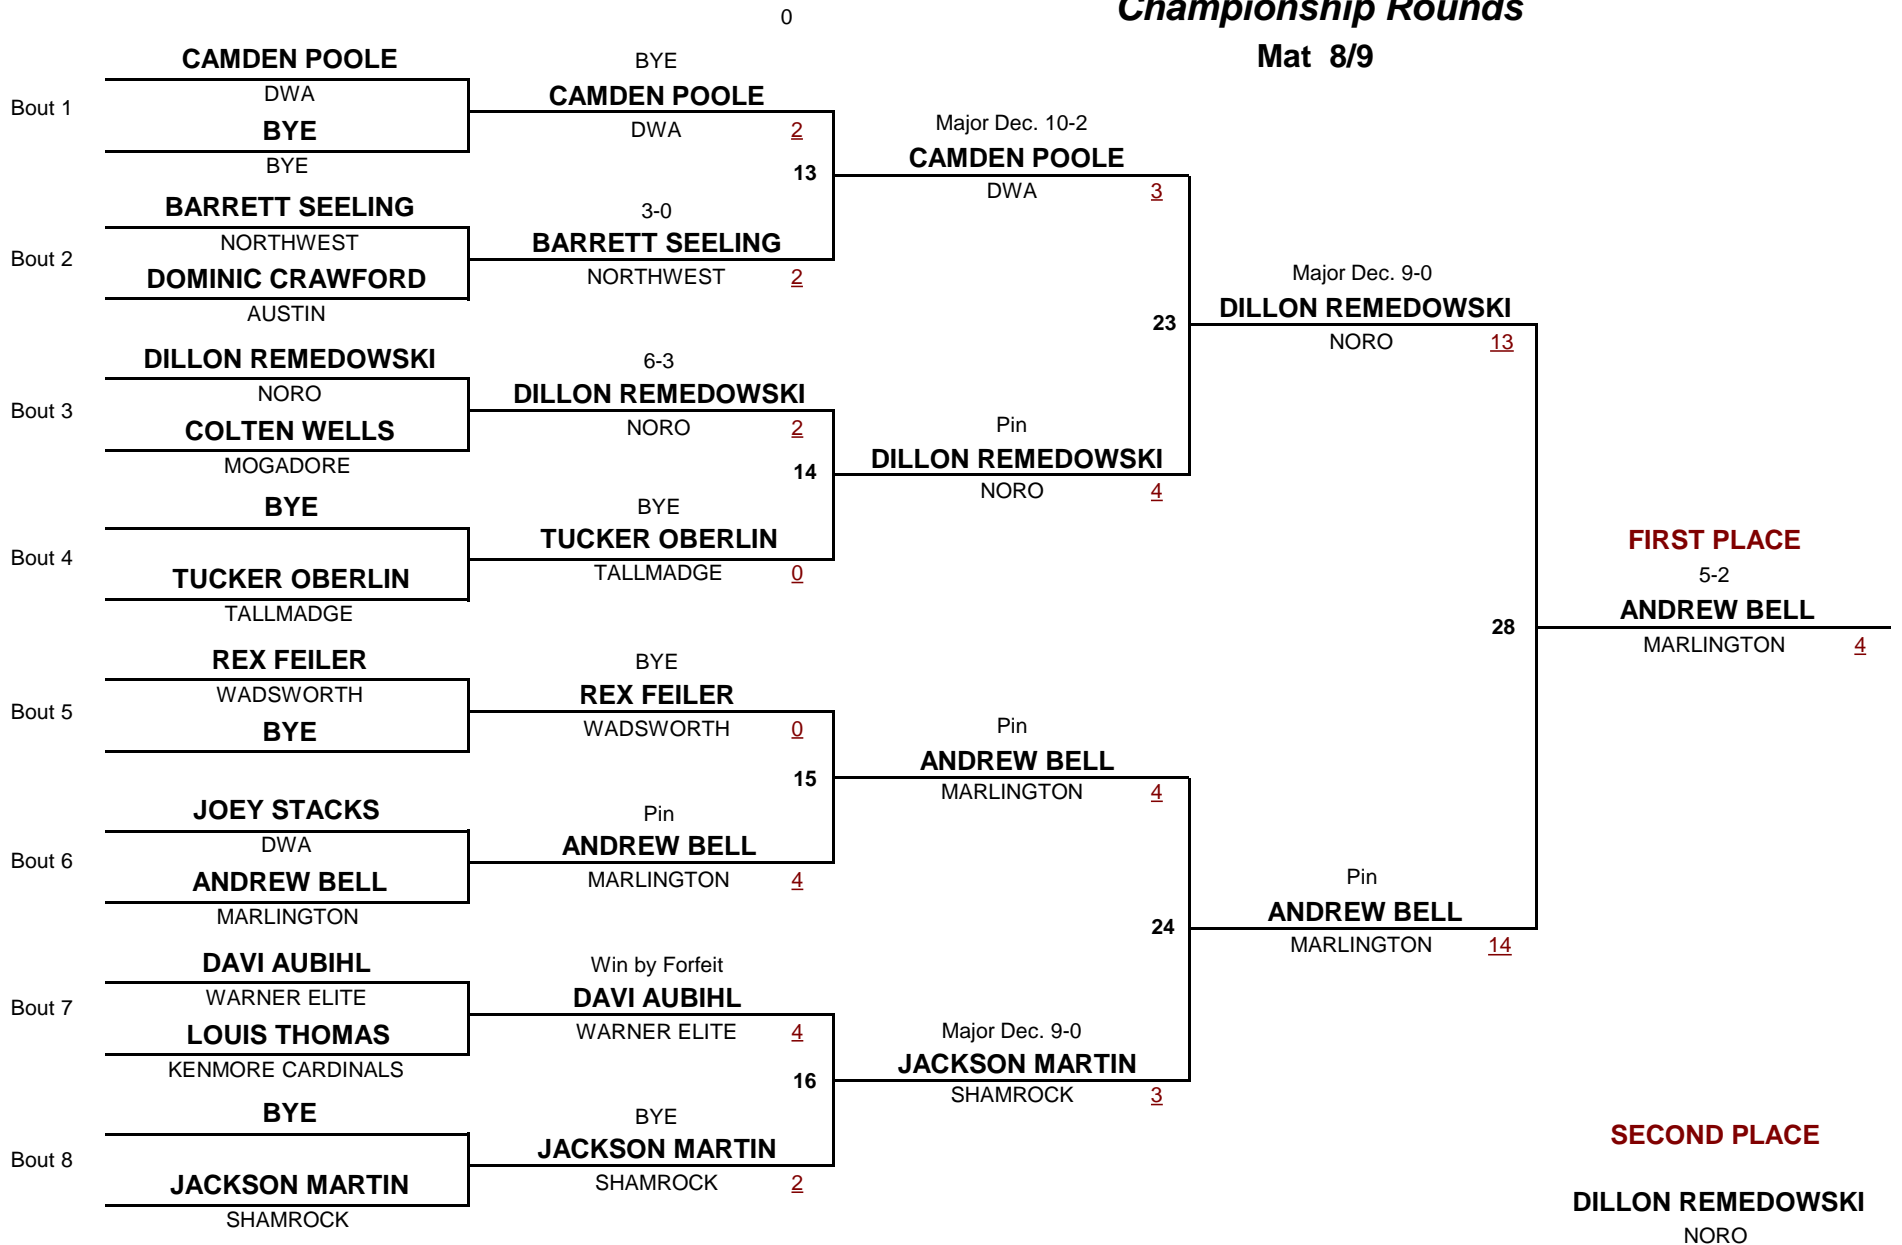 0
Championship Rounds
Mat 8/9
Bout 1
CAMDEN POOLE
DWA
BYE
BYE
Bout 2
BARRETT SEELING
NORTHWEST
DOMINIC CRAWFORD
AUSTIN
Bout 3
DILLON REMEDOWSKI
NORO
COLTEN WELLS
MOGADORE
Bout 4
BYE
TUCKER OBERLIN
TALLMADGE
Bout 5
REX FEILER
WADSWORTH
BYE
Bout 6
JOEY STACKS
DWA
ANDREW BELL
MARLINGTON
Bout 7
DAVI AUBIHL
WARNER ELITE
LOUIS THOMAS
KENMORE CARDINALS
Bout 8
BYE
JACKSON MARTIN
SHAMROCK
BYE
CAMDEN POOLE
DWA 2
13
3-0
BARRETT SEELING
NORTHWEST 2
6-3
DILLON REMEDOWSKI
NORO 2
14
BYE
TUCKER OBERLIN
TALLMADGE 0
BYE
REX FEILER
WADSWORTH 0
15
Pin
ANDREW BELL
MARLINGTON 4
Win by Forfeit
DAVI AUBIHL
WARNER ELITE 4
16
BYE
JACKSON MARTIN
SHAMROCK 2
Major Dec. 10-2
CAMDEN POOLE
DWA 3
23
Pin
DILLON REMEDOWSKI
NORO 4
Pin
ANDREW BELL
MARLINGTON 4
24
Major Dec. 9-0
JACKSON MARTIN
SHAMROCK 3
Major Dec. 9-0
DILLON REMEDOWSKI
NORO 13
28
Pin
ANDREW BELL
MARLINGTON 14
FIRST PLACE
5-2
ANDREW BELL
MARLINGTON 4
SECOND PLACE
DILLON REMEDOWSKI
NORO